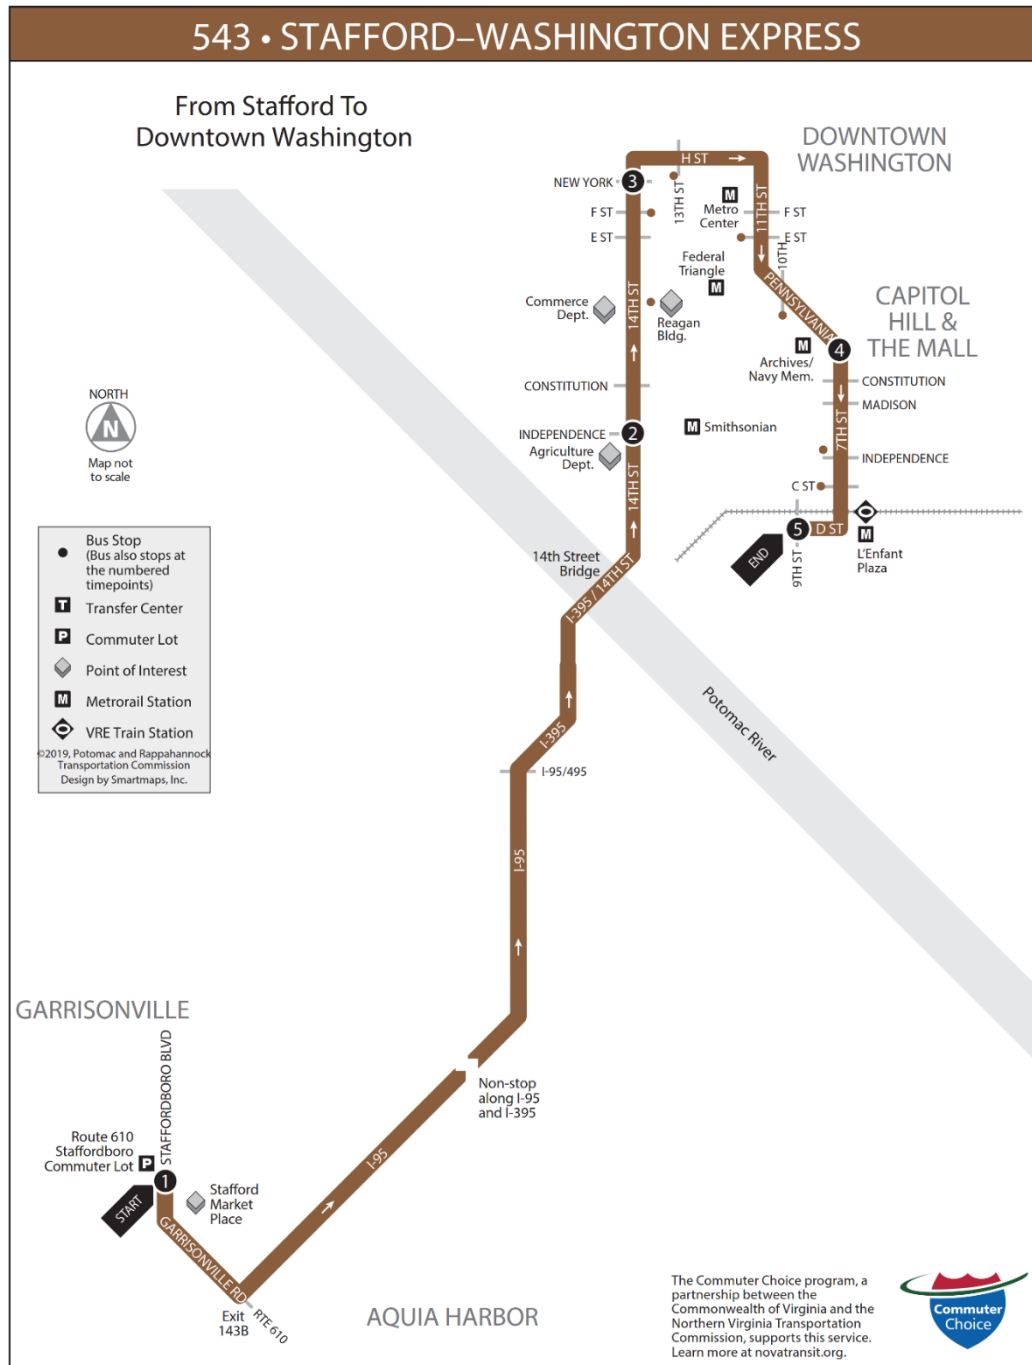 543 • STAFFORD–WASHINGTON EXPRESS
From Stafford To
Downtown Washington
DOWNTOWN
WASHINGTON
H ST
NEW YORK
3
13TH ST
M
Metro
Center
11TH ST
F ST
F ST
E ST
E ST
10TH
Federal
Triangle
M
PENNSYLVANIA
CAPITOL
HILL &
THE MALL
Commerce
Dept.
14TH ST
Reagan
Bldg.
M
Archives/
Navy Mem.
4
CONSTITUTION
CONSTITUTION
MADISON
NORTH
N
Map not
to scale
INDEPENDENCE
2
Agriculture
Dept.
M
Smithsonian
7TH ST
INDEPENDENCE
14TH ST
C ST
5
D ST
END
9TH ST
M
L'Enfant
Plaza
14th Street
Bridge
I-395 / 14TH ST
Bus Stop
(Bus also stops at
the numbered
timepoints)
T
Transfer Center
P
Commuter Lot
Point of Interest
M
Metrorail Station
VRE Train Station
©2019, Potomac and Rappahannock
Transportation Commission
Design by Smartmaps, Inc.
Potomac River
I-395
I-95/495
I-95
GARRISONVILLE
STAFFORDBORO BLVD
Non-stop
along I-95
and I-395
Route 610
Staffordboro
Commuter Lot
P
1
START
Stafford
Market
Place
I-95
GARRISONVILLE RD
Exit
143B
RTE 610
AQUIA HARBOR
The Commuter Choice program, a
partnership between the
Commonwealth of Virginia and the
Northern Virginia Transportation
Commission, supports this service.
Learn more at novatransit.org.
Commuter
Choice